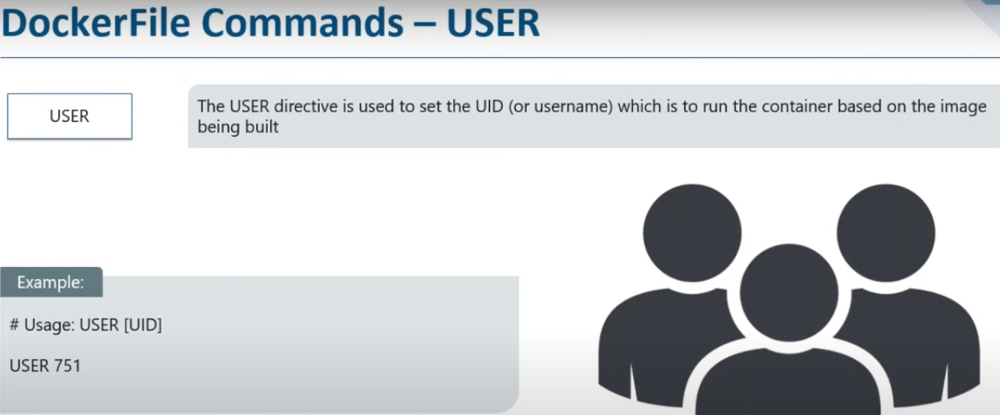 DockerFile Commands – USER
USER
The USER directive is used to set the UID (or username) which is to run the container based on the image
being built
Example:
# Usage: USER [UID]
USER 751